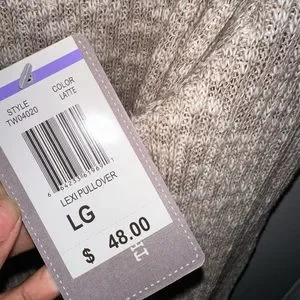 STYLE
TW04020
COLOR
LATTE
LEXI PULLOVER
LG
$ 48.00